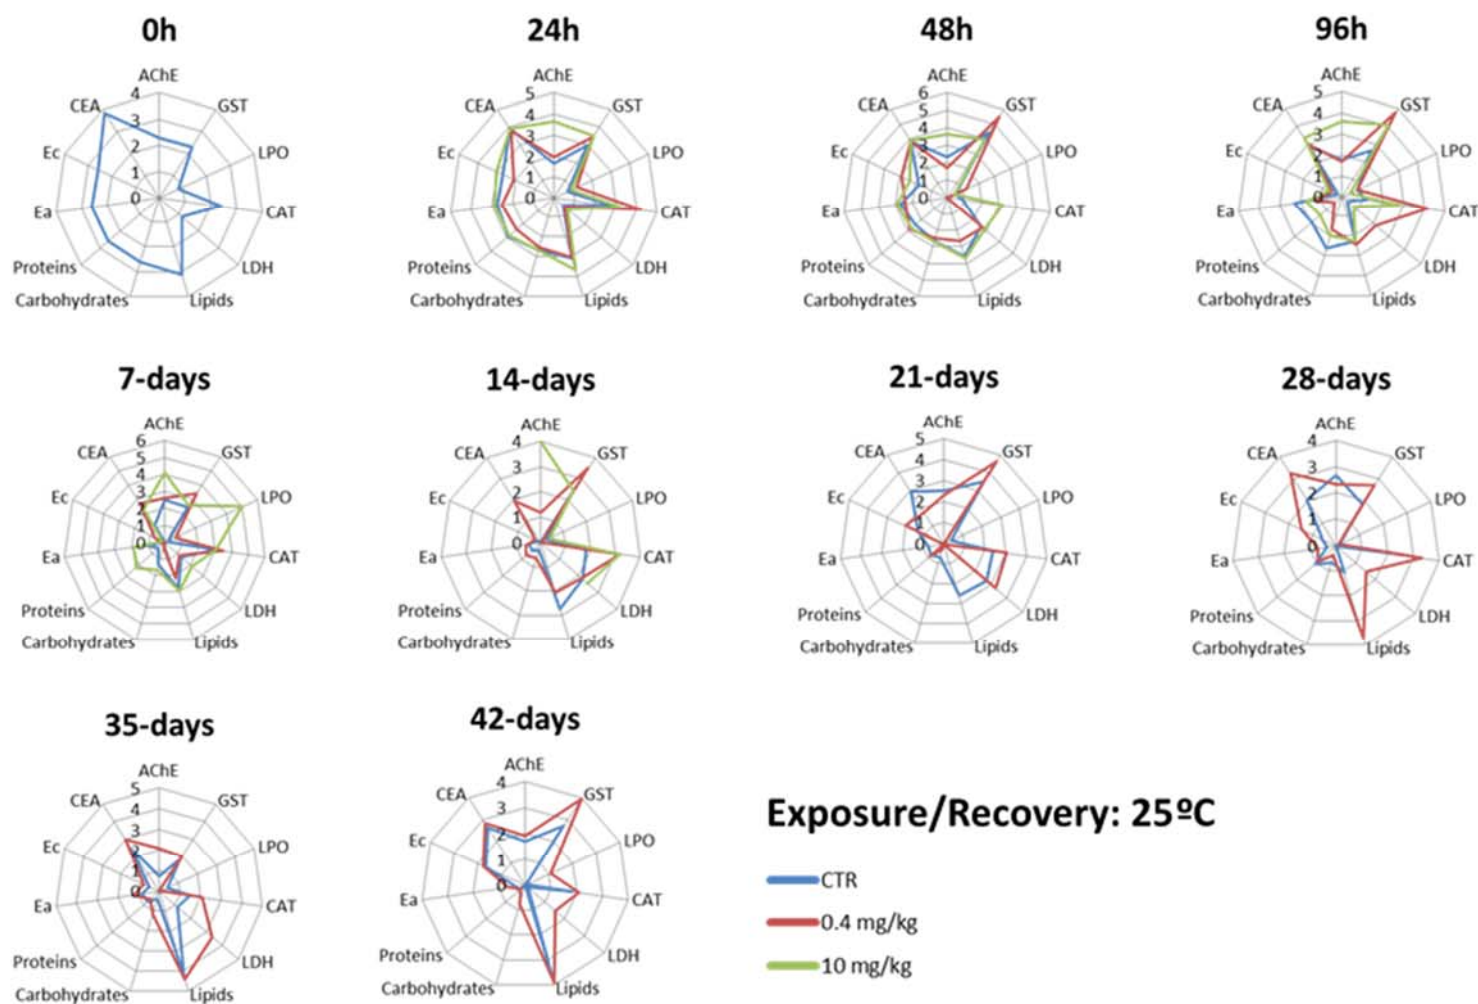 0h
24h
48h
96h
AChE
GST
LPO
CAT
LDH
Lipids
Carbohydrates
Proteins
Ea
Ec
CEA
4
3
2
1
0
AChE
GST
LPO
CAT
LDH
Lipids
Carbohydrates
Proteins
Ea
Ec
CEA
5
4
3
2
1
0
AChE
GST
LPO
CAT
LDH
Lipids
Carbohydrates
Proteins
Ea
Ec
CEA
6
5
4
3
2
1
0
AChE
GST
LPO
CAT
LDH
Lipids
Carbohydrates
Proteins
Ea
Ec
CEA
5
4
3
2
1
0
7-days
14-days
21-days
28-days
AChE
GST
LPO
CAT
LDH
Lipids
Carbohydrates
Proteins
Ea
Ec
CEA
6
5
4
3
2
1
0
AChE
GST
LPO
CAT
LDH
Lipids
Carbohydrates
Proteins
Ea
Ec
CEA
4
3
2
1
0
AChE
GST
LPO
CAT
LDH
Lipids
Carbohydrates
Proteins
Ea
Ec
CEA
5
4
3
2
1
0
AChE
GST
LPO
CAT
LDH
Lipids
Carbohydrates
Proteins
Ea
Ec
CEA
4
3
2
1
0
35-days
42-days
AChE
GST
LPO
CAT
LDH
Lipids
Carbohydrates
Proteins
Ea
Ec
CEA
5
4
3
2
1
0
AChE
GST
LPO
CAT
LDH
Lipids
Carbohydrates
Proteins
Ea
Ec
CEA
4
3
2
1
0
Exposure/Recovery: 25ºC
CTR
0.4 mg/kg
10 mg/kg